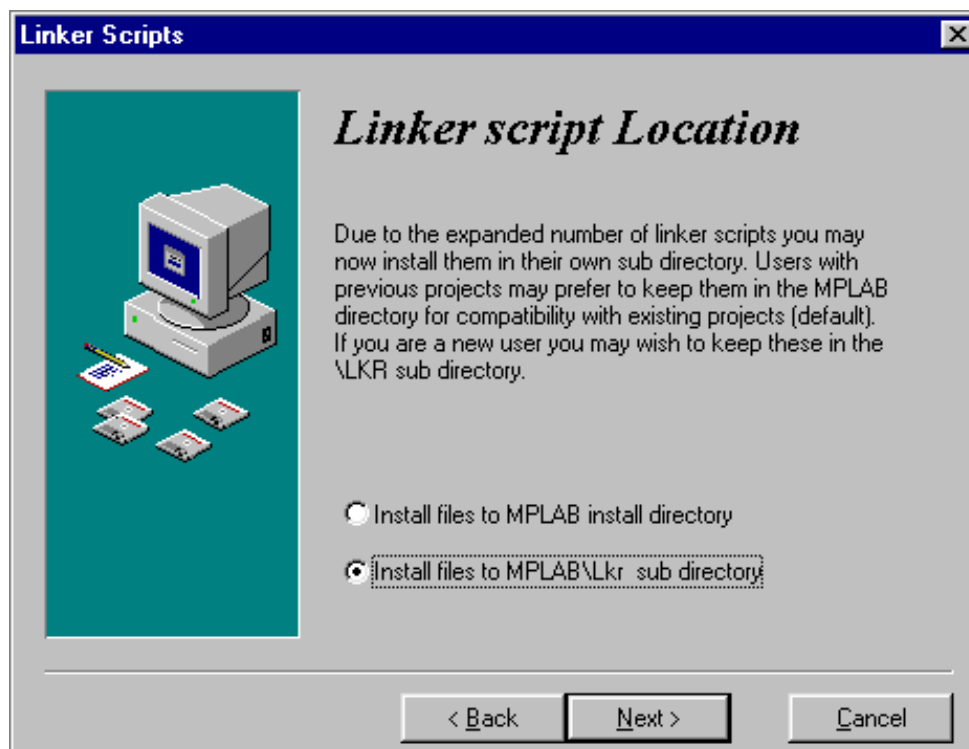 Linker Scripts
Linker script Location
Due to the expanded number of linker scripts you may
now install them in their own sub directory. Users with
previous projects may prefer to keep them in the MPLAB
directory for compatibility with existing projects (default).
If you are a new user you may wish to keep these in the
\LKR sub directory.
Install files to MPLAB install directory
Install files to MPLAB\Lkr  sub directory
< Back
Next >
Cancel